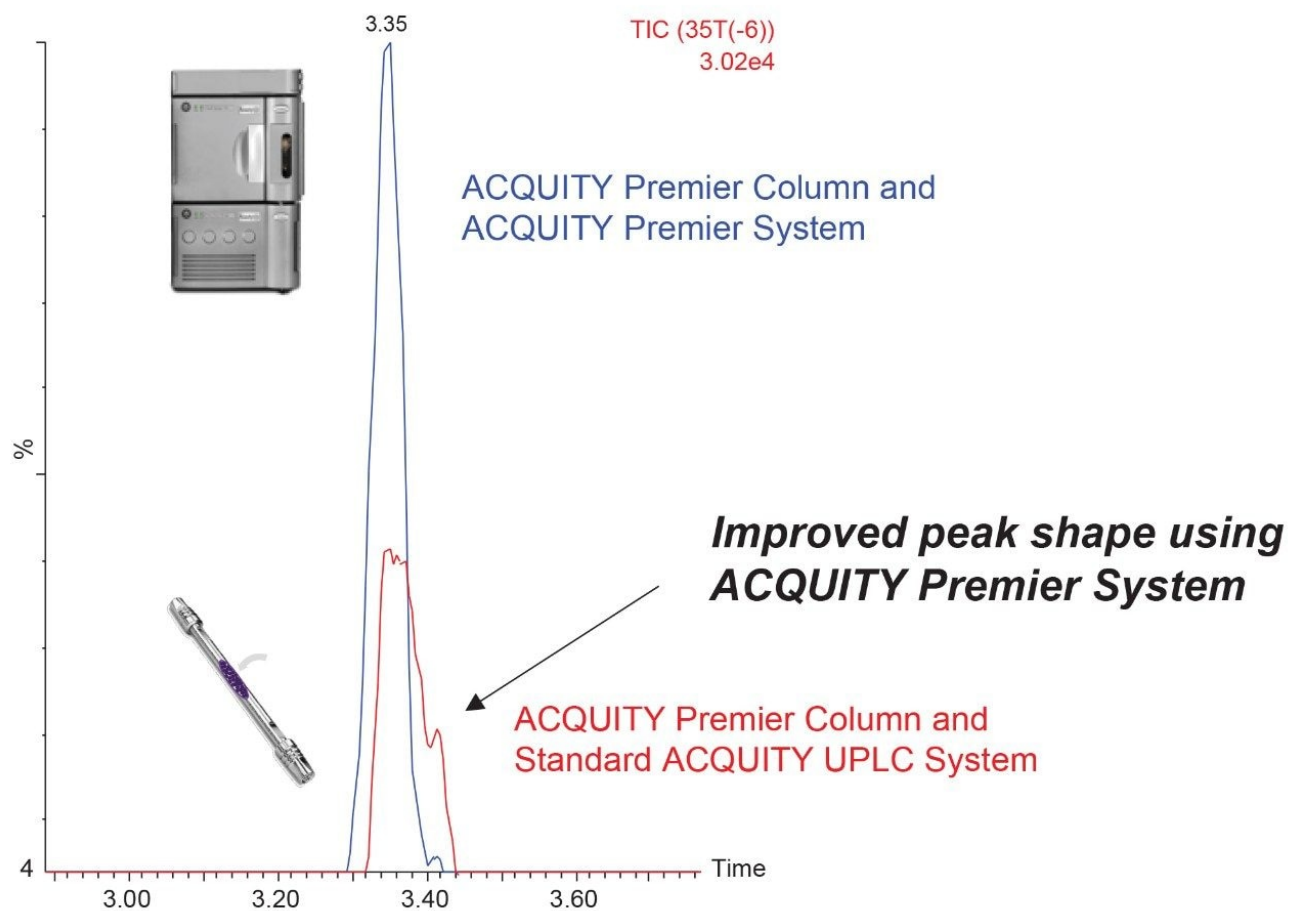 3.35
TIC (35T(-6))
3.02e4
ACQUITY Premier Column and
ACQUITY Premier System
%
Improved peak shape using
ACQUITY Premier System
ACQUITY Premier Column and
Standard ACQUITY UPLC System
4
Time
3.00
3.20
3.40
3.60